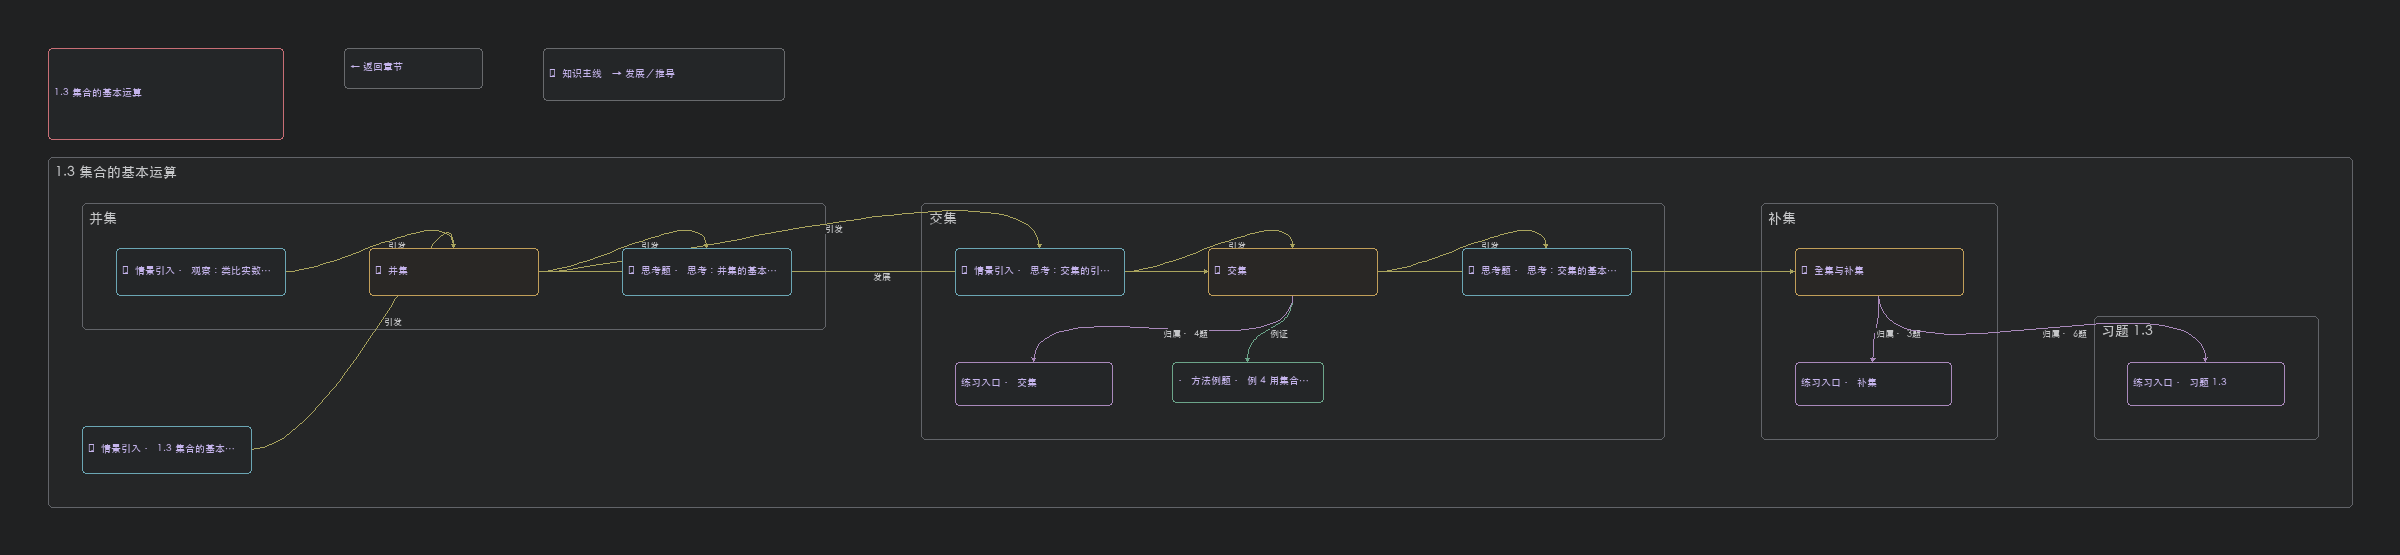 1.3 集合的基本运算
← 返回章节
知识主线 → 发展／推导
1.3 集合的基本运算
并集
交集
补集
引发
引发
引发
引发
引发
情景引入 · 观察：类比实数…
并集
思考题 · 思考：并集的基本…
发展
情景引入 · 思考：交集的引…
交集
思考题 · 思考：交集的基本…
全集与补集
引发
归属 · 4题
例证
归属 · 3题
归属 · 6题
习题 1.3
练习入口 · 交集
· 方法例题 · 例 4 用集合…
练习入口 · 补集
练习入口 · 习题 1.3
情景引入 · 1.3 集合的基本…